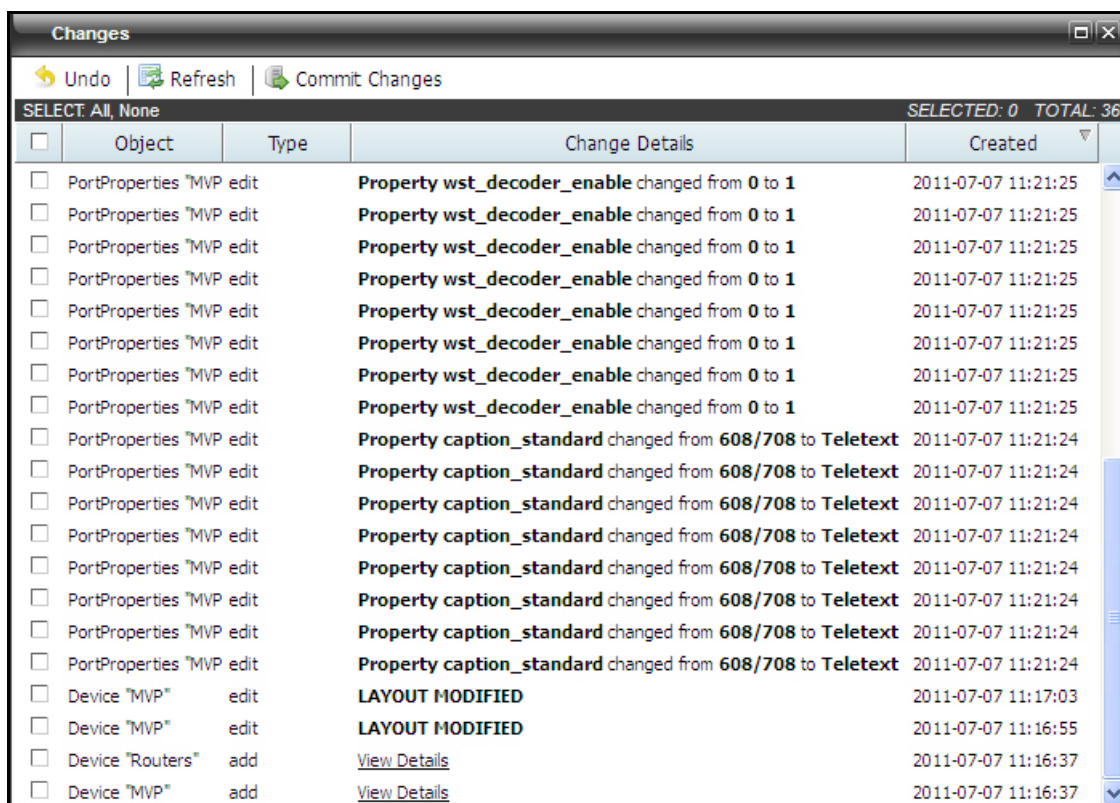 Changes
Undo Refresh Commit Changes
SELECT: All, None SELECTED: 0 TOTAL: 36
Object Type Change Details Created
PortProperties "MVP edit Property wst_decoder_enable changed from 0 to 1 2011-07-07 11:21:25
PortProperties "MVP edit Property wst_decoder_enable changed from 0 to 1 2011-07-07 11:21:25
PortProperties "MVP edit Property wst_decoder_enable changed from 0 to 1 2011-07-07 11:21:25
PortProperties "MVP edit Property wst_decoder_enable changed from 0 to 1 2011-07-07 11:21:25
PortProperties "MVP edit Property wst_decoder_enable changed from 0 to 1 2011-07-07 11:21:25
PortProperties "MVP edit Property wst_decoder_enable changed from 0 to 1 2011-07-07 11:21:25
PortProperties "MVP edit Property wst_decoder_enable changed from 0 to 1 2011-07-07 11:21:25
PortProperties "MVP edit Property wst_decoder_enable changed from 0 to 1 2011-07-07 11:21:25
PortProperties "MVP edit Property caption_standard changed from 608/708 to Teletext 2011-07-07 11:21:24
PortProperties "MVP edit Property caption_standard changed from 608/708 to Teletext 2011-07-07 11:21:24
PortProperties "MVP edit Property caption_standard changed from 608/708 to Teletext 2011-07-07 11:21:24
PortProperties "MVP edit Property caption_standard changed from 608/708 to Teletext 2011-07-07 11:21:24
PortProperties "MVP edit Property caption_standard changed from 608/708 to Teletext 2011-07-07 11:21:24
PortProperties "MVP edit Property caption_standard changed from 608/708 to Teletext 2011-07-07 11:21:24
PortProperties "MVP edit Property caption_standard changed from 608/708 to Teletext 2011-07-07 11:21:24
PortProperties "MVP edit Property caption_standard changed from 608/708 to Teletext 2011-07-07 11:21:24
Device "MVP" edit LAYOUT MODIFIED 2011-07-07 11:17:03
Device "MVP" edit LAYOUT MODIFIED 2011-07-07 11:16:55
Device "Routers" add View Details 2011-07-07 11:16:37
Device "MVP" add View Details 2011-07-07 11:16:37